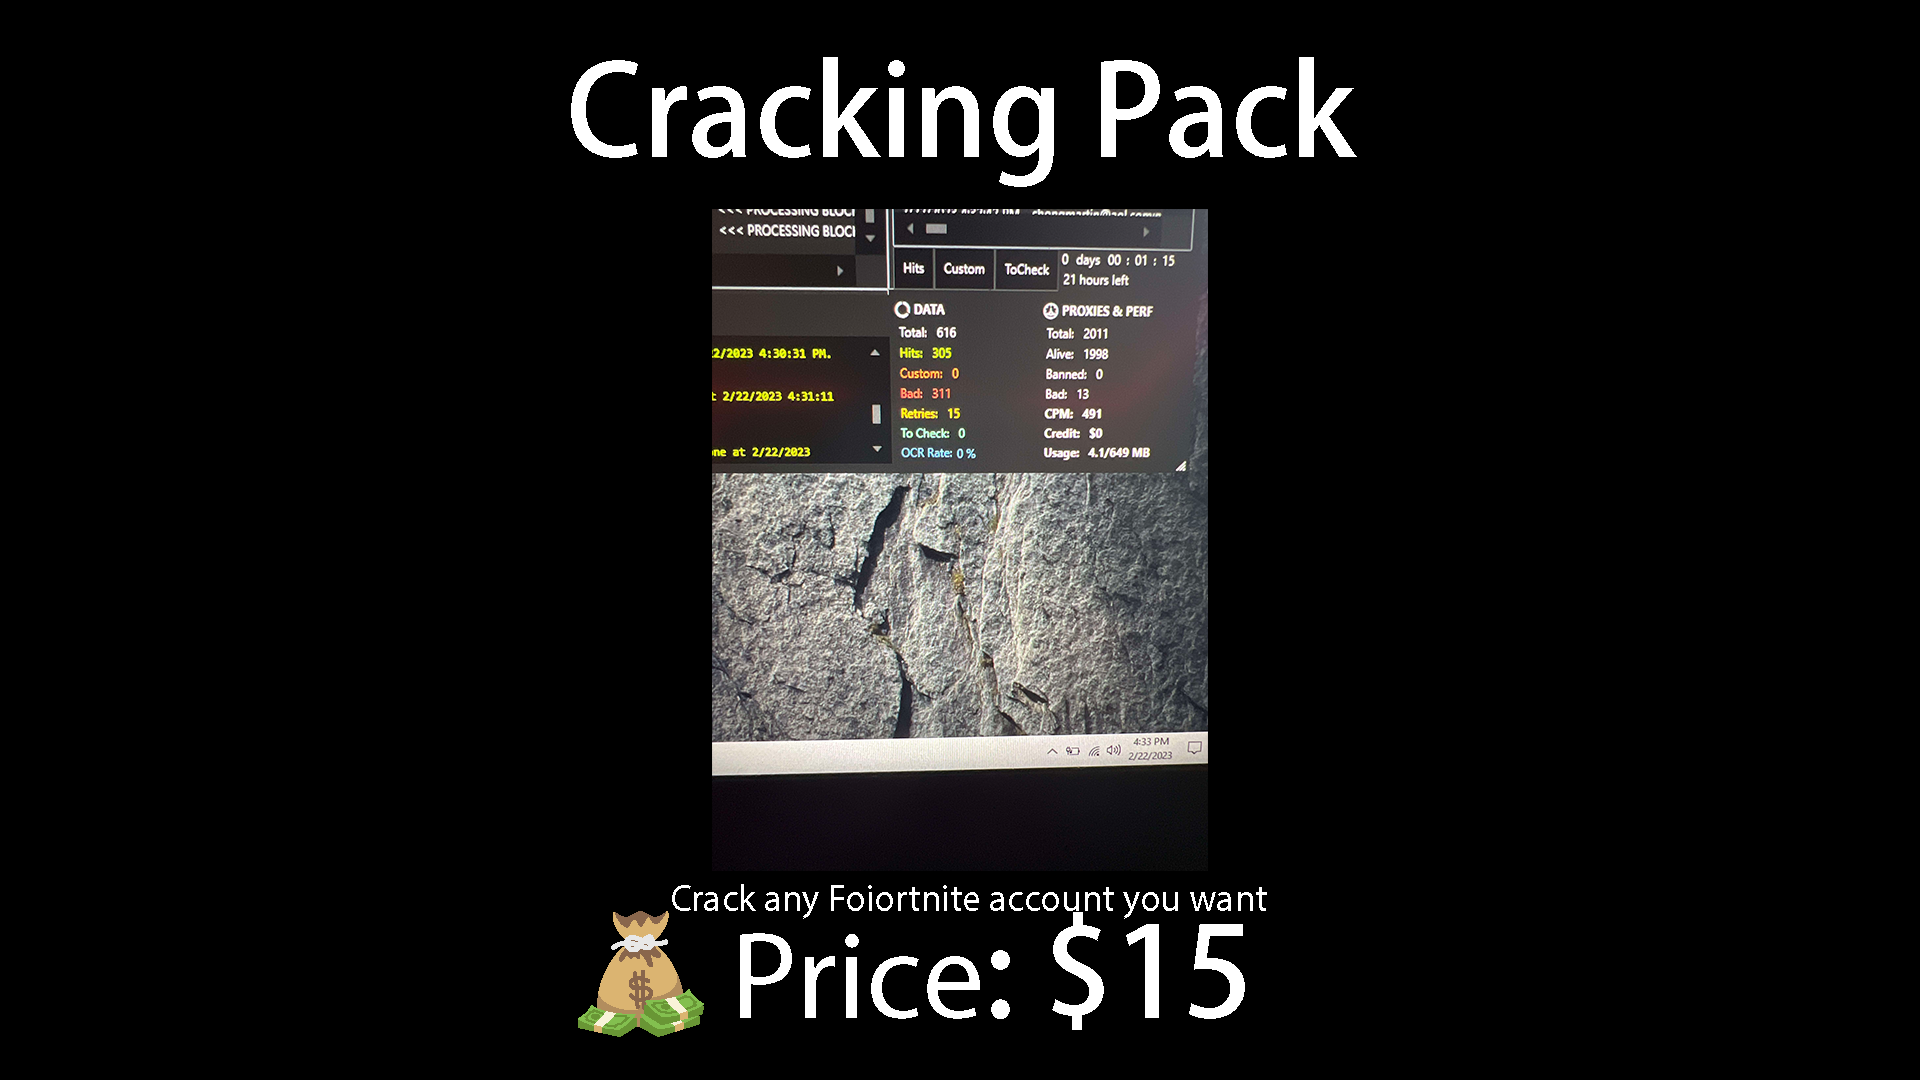 Cracking Pack
<<< PROCESSING BLOC
<<< PROCESSING BLOC
Hits Custom ToCheck
0 days 00 : 01 : 15
21 hours left
DATA
Total: 616
Hits: 305
Custom: 0
Bad: 311
Retries: 15
To Check: 0
OCR Rate: 0 %
PROXIES & PERF
Total: 2011
Alive: 1998
Banned: 0
Bad: 13
CPM: 491
Credit: $0
Usage: 4.1/649 MB
2/2023 4:30:31 PM.
t 2/22/2023 4:31:11
ne at 2/22/2023
4:33 PM
2/22/2023
Crack any Foiortnite account you want
Price: $15
$